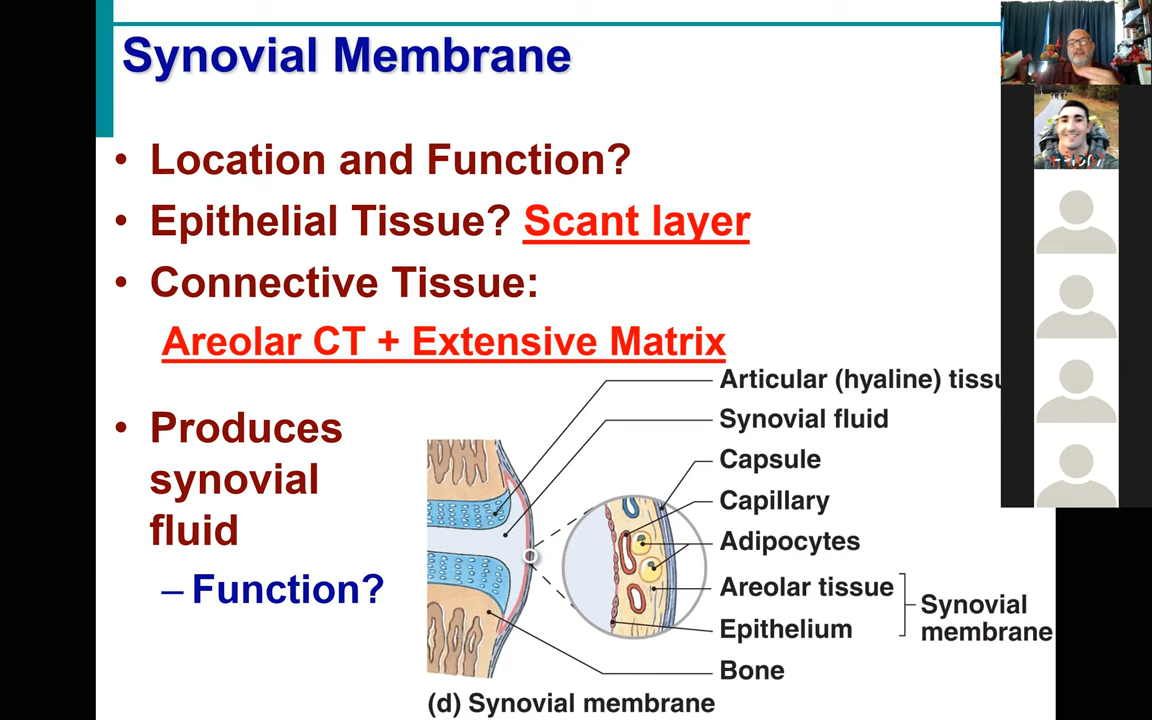 Synovial Membrane
• Location and Function?
• Epithelial Tissue? Scant layer
• Connective Tissue:
Areolar CT + Extensive Matrix
• Produces
synovial
fluid
– Function?
Articular (hyaline)
Synovial fluid
Capsule
Capillary
Adipocytes
Areolar tissue
Epithelium
Synovial
membrane
Bone
(d) Synovial membrane